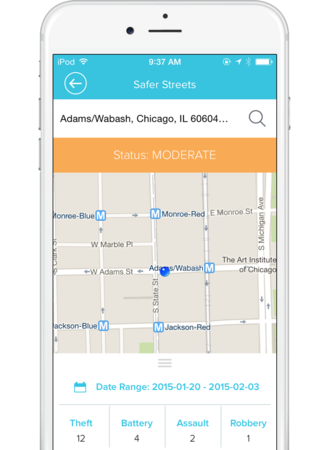 iPod 9:37 AM
Safer Streets
Adams/Wabash, Chicago, IL 60604...
Status: MODERATE
Monroe-Blue M
M Monroe-Red
E Monroe St
S Michigan Ave
W Marble Pl
S Clark St
W Adams St
Adams/Wabash M
The Art Institute
of Chicago
S State St
Jackson-Blue M
M Jackson-Red
Date Range: 2015-01-20 - 2015-02-03
Theft Battery Assault Robbery
12 4 2 1